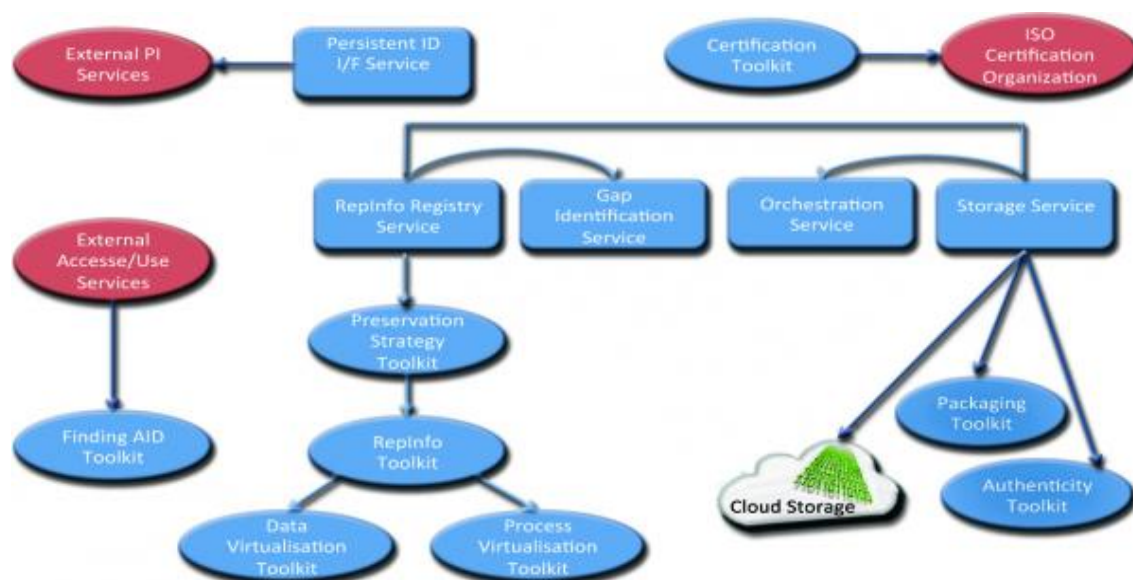 External PI
Services
Persistent ID
I/F Service
Certification
Toolkit
ISO
Certification
Organization
RepInfo Registry
Service
Gap
Identification
Service
Orchestration
Service
Storage Service
External
Accesse/Use
Services
Preservation
Strategy
Toolkit
Finding AID
Toolkit
RepInfo
Toolkit
Packaging
Toolkit
Cloud Storage
Authenticity
Toolkit
Data
Virtualisation
Toolkit
Process
Virtualisation
Toolkit